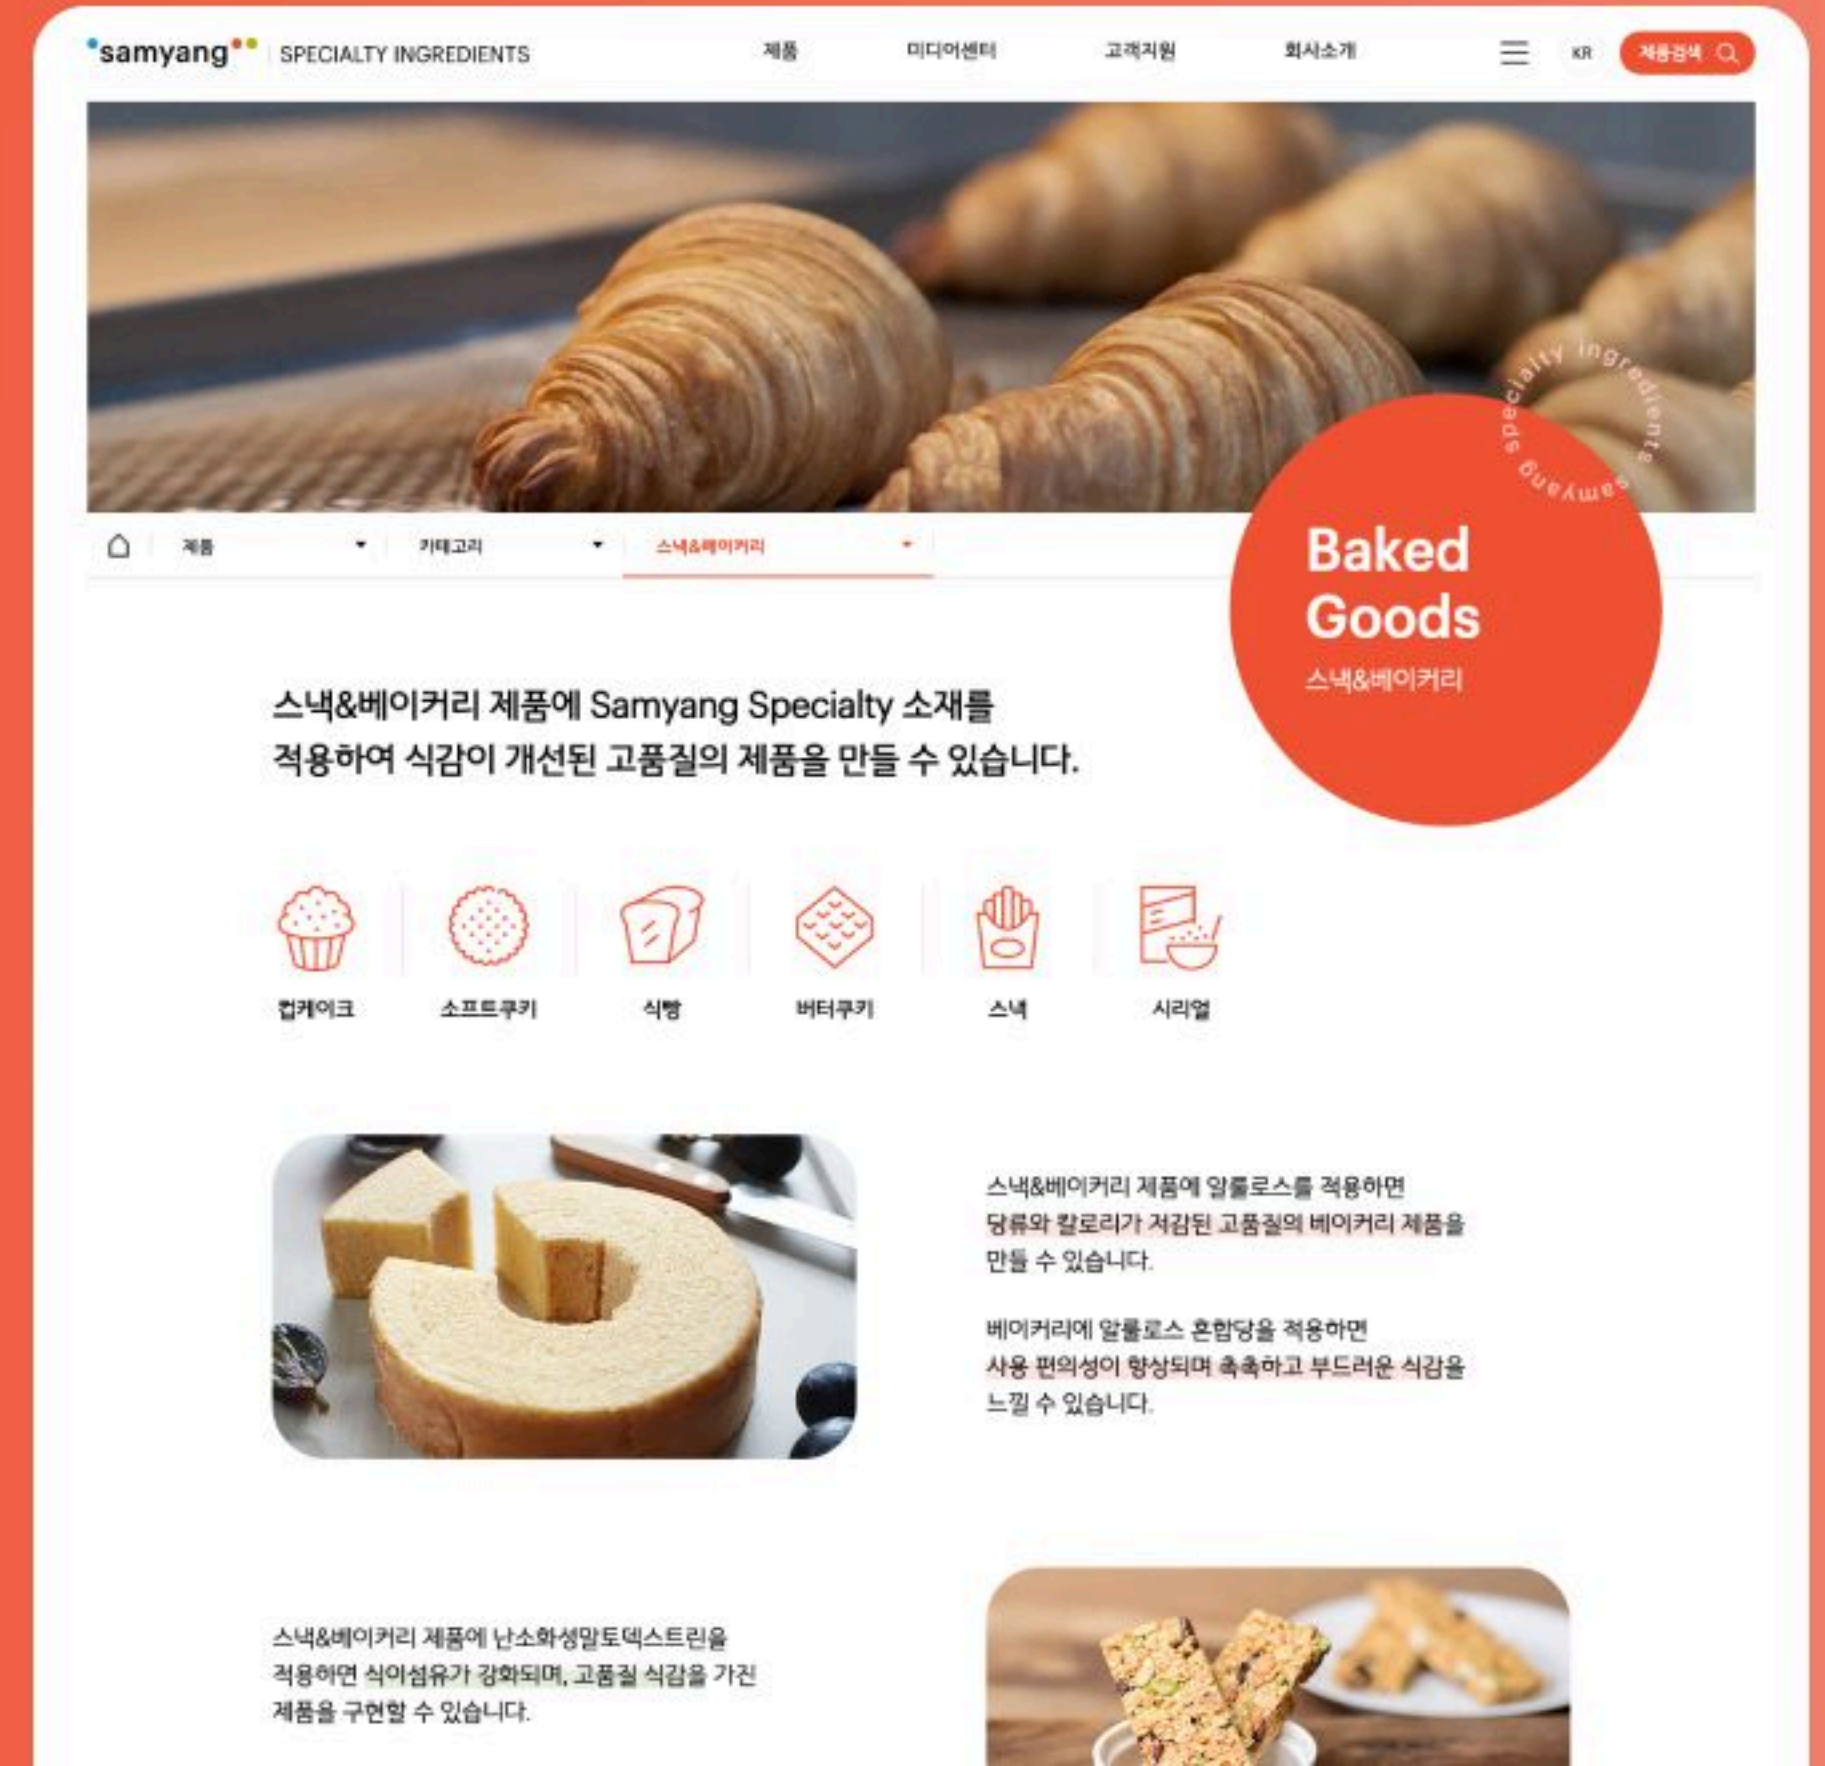 samyang SPECIALTY INGREDIENTS
제품
미디어센터
고객지원
회사소개
KR
제품검색
samyang specialty ingredients
제품
카테고리
스낵&베이커리
Baked
Goods
스낵&베이커리
스낵&베이커리 제품에 Samyang Specialty 소재를
적용하여 식감이 개선된 고품질의 제품을 만들 수 있습니다.
컵케이크
소프트쿠키
식빵
버터쿠키
스낵
시리얼
스낵&베이커리 제품에 알룰로스를 적용하면
당류와 칼로리가 저감된 고품질의 베이커리 제품을
만들 수 있습니다.
베이커리에 알룰로스 혼합당을 적용하면
사용 편의성이 향상되며 촉촉하고 부드러운 식감을
느낄 수 있습니다.
스낵&베이커리 제품에 난소화성말토덱스트린을
적용하면 식이섬유가 강화되며, 고품질 식감을 가진
제품을 구현할 수 있습니다.